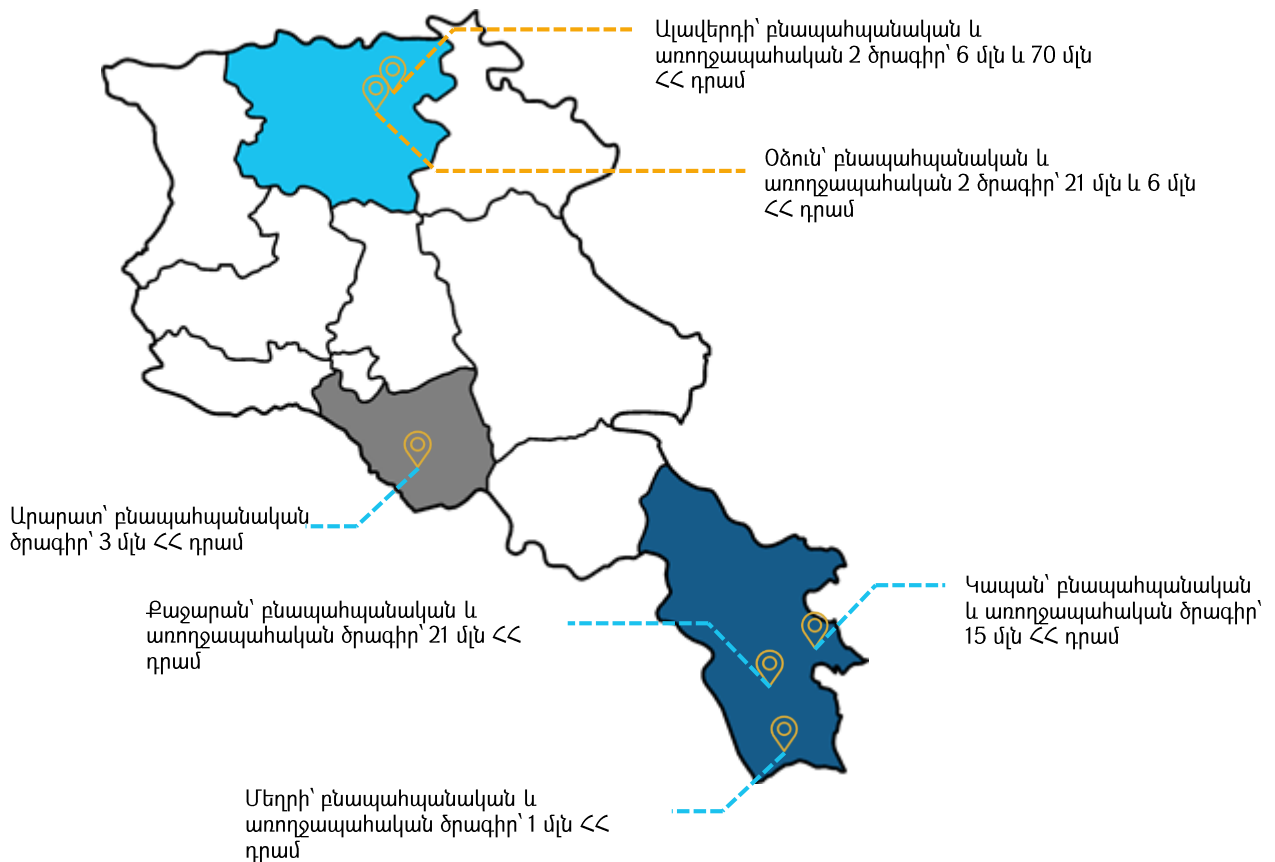 Ալավերդի՝ բնապահպանական և
առողջապահական 2 ծրագիր՝ 6 մլն և 70 մլն
ՀՀ դրամ
Օձուն՝ բնապահպանական և
առողջապահական 2 ծրագիր՝ 21 մլն և 6 մլն
ՀՀ դրամ
Արարատ՝ բնապահպանական
ծրագիր՝ 3 մլն ՀՀ դրամ
Քաջարան՝ բնապահպանական և
առողջապահական ծրագիր՝ 21 մլն ՀՀ
դրամ
Կապան՝ բնապահպանական
և առողջապահական ծրագիր՝
15 մլն ՀՀ դրամ
Մեղրի՝ բնապահպանական և
առողջապահական ծրագիր՝ 1 մլն ՀՀ
դրամ